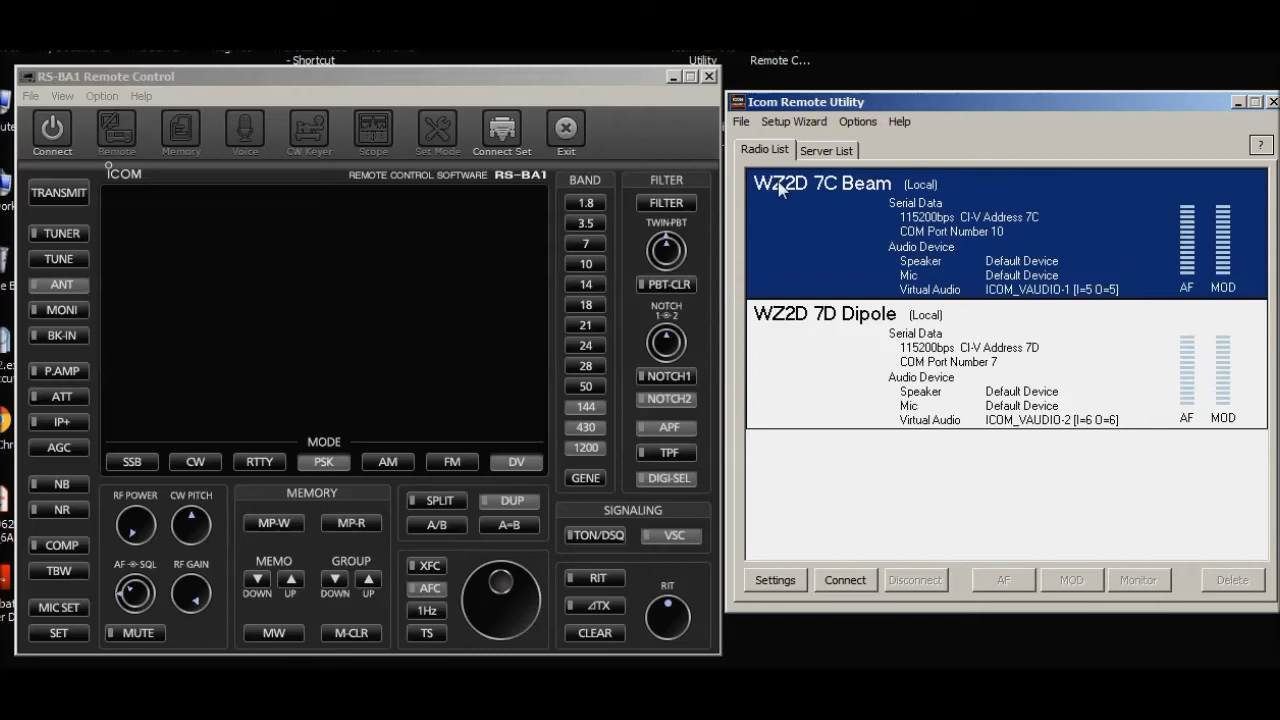 - Shortcut
Utility
Remote C...
RS-BA1 Remote Control
File View Option Help
Connect Remote Memory Voice CW Keyer Scope Set Mode Connect Set Exit
ICOM REMOTE CONTROL SOFTWARE RS-BA1
TRANSMIT
TUNER
TUNE
ANT
MONI
BK-IN
P.AMP
ATT
IP+
AGC
NB
NR
COMP
TBW
MIC SET
SET
MODE
SSB CW RTTY PSK AM FM DV
RF POWER CW PITCH
AF SQL RF GAIN
MUTE
MEMORY
MP-W MP-R
MEMO GROUP
DOWN UP DOWN UP
MW M-CLR
SPLIT DUP
A/B A=B
XFC
AFC
1Hz
TS
BAND
1.8
3.5
7
10
14
18
21
24
28
50
144
430
1200
GENE
FILTER
FILTER
TWIN-PBT
PBT-CLR
NOTCH
1 2
NOTCH1
NOTCH2
APF
TPF
DIGI-SEL
SIGNALING
TON/DSQ VSC
RIT
⊿TX
CLEAR
RIT
Icom Remote Utility
File Setup Wizard Options Help
Radio List Server List ?
WZ2D 7C Beam (Local)
Serial Data
115200bps CI-V Address 7C
COM Port Number 10
Audio Device
Speaker Default Device
Mic Default Device
Virtual Audio ICOM_VAUDIO-1 [I=5 O=5] AF MOD
WZ2D 7D Dipole (Local)
Serial Data
115200bps CI-V Address 7D
COM Port Number 7
Audio Device
Speaker Default Device
Mic Default Device
Virtual Audio ICOM_VAUDIO-2 [I=6 O=6] AF MOD
Settings Connect Disconnect AF MOD Monitor Delete